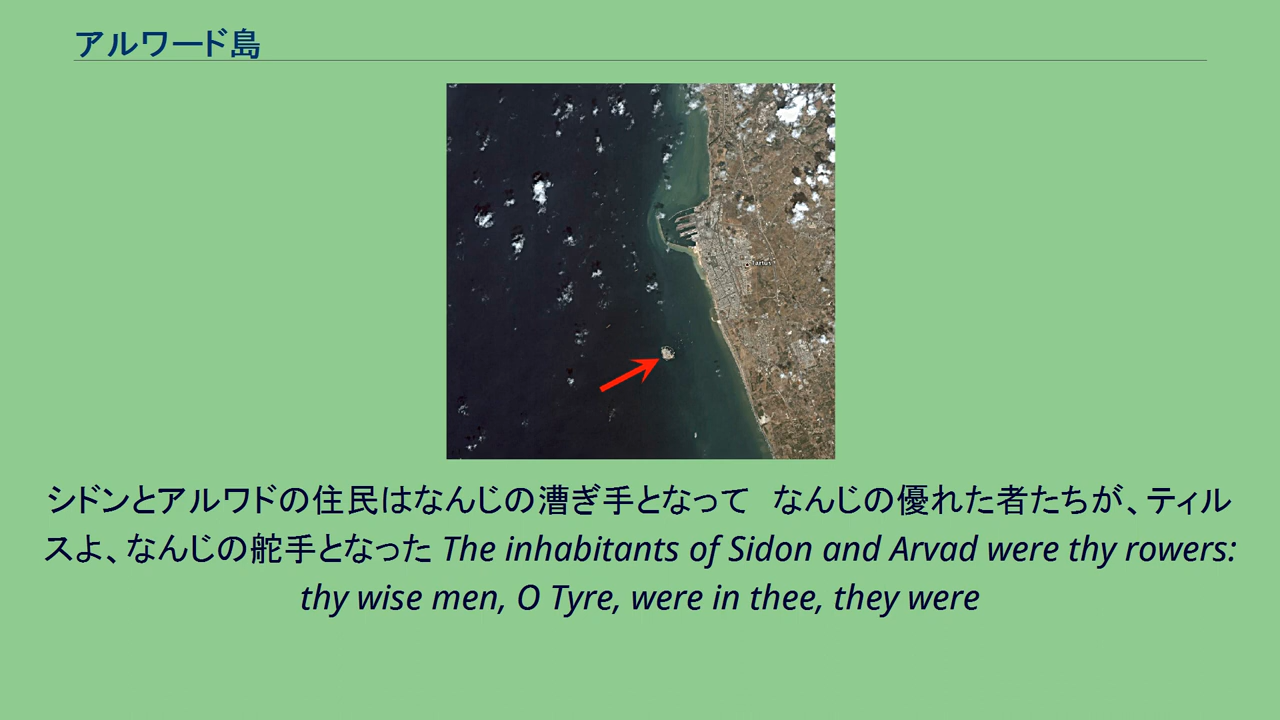 アルワード島
Tartus
シドンとアルワドの住民はなんじの漕ぎ手となって　なんじの優れた者たちが、ティル
スよ、なんじの舵手となった The inhabitants of Sidon and Arvad were thy rowers:
thy wise men, O Tyre, were in thee, they were